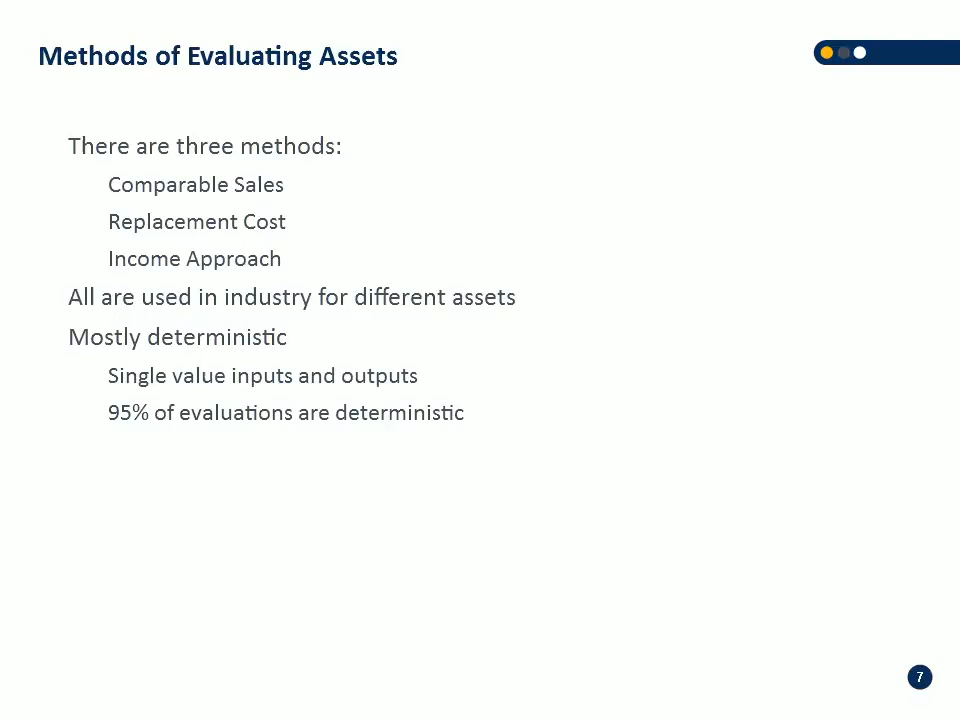 Methods of Evaluating Assets
There are three methods:
Comparable Sales
Replacement Cost
Income Approach
All are used in industry for different assets
Mostly deterministic
Single value inputs and outputs
95% of evaluations are deterministic
7